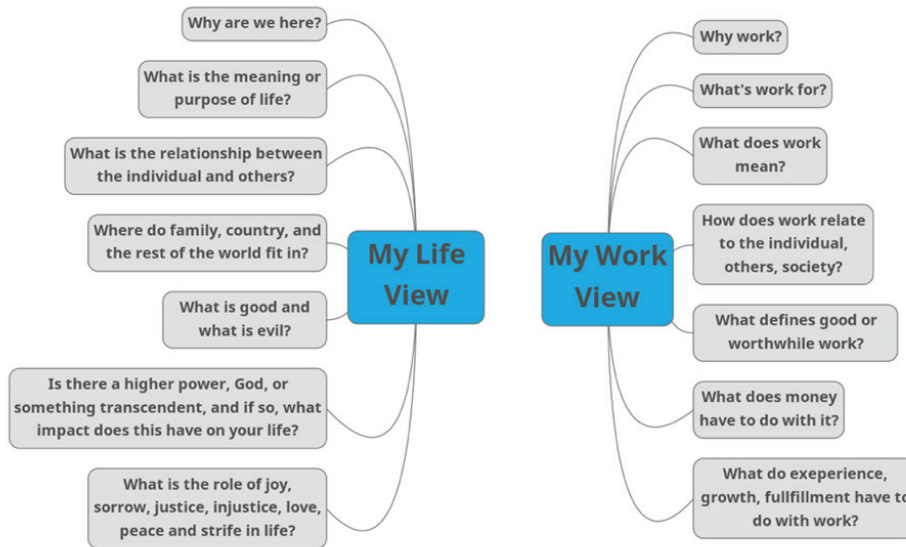 Why are we here?
What is the meaning or
purpose of life?
What is the relationship between
the individual and others?
Where do family, country, and
the rest of the world fit in?
What is good and
what is evil?
Is there a higher power, God, or
something transcendent, and if so, what
impact does this have on your life?
What is the role of joy,
sorrow, justice, injustice, love,
peace and strife in life?
My Life
View
My Work
View
Why work?
What's work for?
What does work
mean?
How does work relate
to the individual,
others, society?
What defines good or
worthwhile work?
What does money
have to do with it?
What do exeperience,
growth, fullfillment have to
do with work?